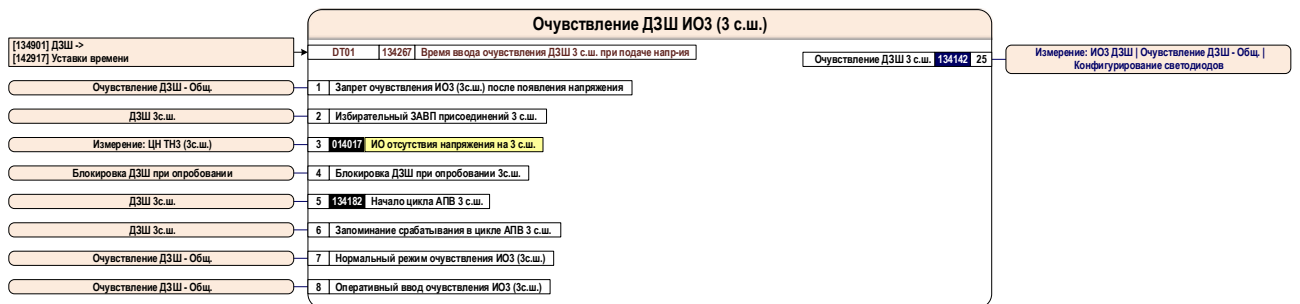 Очувствление ДЗШ ИО3 (3 с.ш.)
[134901] ДЗШ ->
[142917] Уставки времени
DT01 134267 Время ввода очувствления ДЗШ 3 с.ш. при подаче напр-ия
Очувствление ДЗШ 3 с.ш. 134142 25
Измерение: ИО3 ДЗШ | Очувствление ДЗШ - Общ. |
Конфигурирование светодиодов
Очувствление ДЗШ - Общ. 1 Запрет очувствления ИО3 (3с.ш.) после появления напряжения
ДЗШ 3с.ш. 2 Избирательный ЗАВП присоединений 3 с.ш.
Измерение: ЦН ТН3 (3с.ш.) 3 014017 ИО отсутствия напряжения на 3 с.ш.
Блокировка ДЗШ при опробовании 4 Блокировка ДЗШ при опробовании 3с.ш.
ДЗШ 3с.ш. 5 134182 Начало цикла АПВ 3 с.ш.
ДЗШ 3с.ш. 6 Запоминание срабатывания в цикле АПВ 3 с.ш.
Очувствление ДЗШ - Общ. 7 Нормальный режим очувствления ИО3 (3с.ш.)
Очувствление ДЗШ - Общ. 8 Оперативный ввод очувствления ИО3 (3с.ш.)